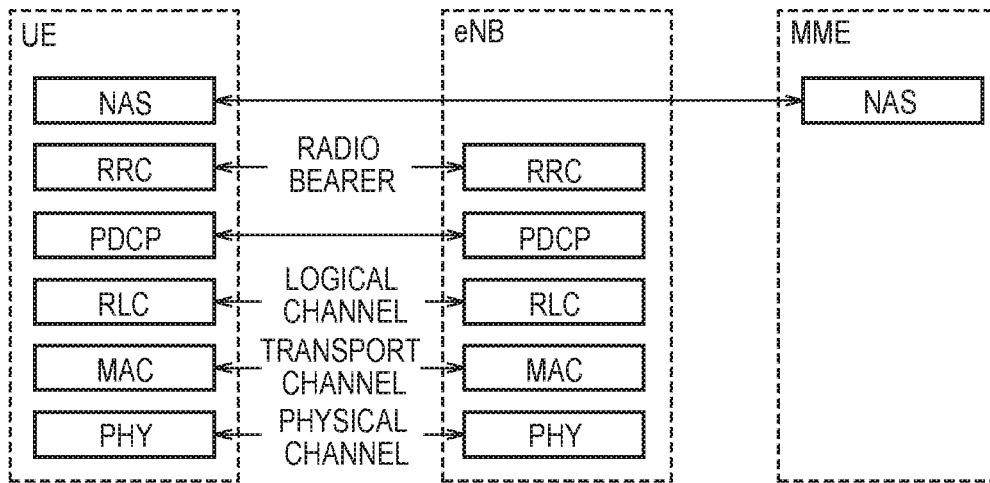 UE
eNB
MME
NAS
NAS
RRC
RADIO
BEARER
RRC
PDCP
PDCP
RLC
LOGICAL
CHANNEL
RLC
MAC
TRANSPORT
CHANNEL
MAC
PHY
PHYSICAL
CHANNEL
PHY